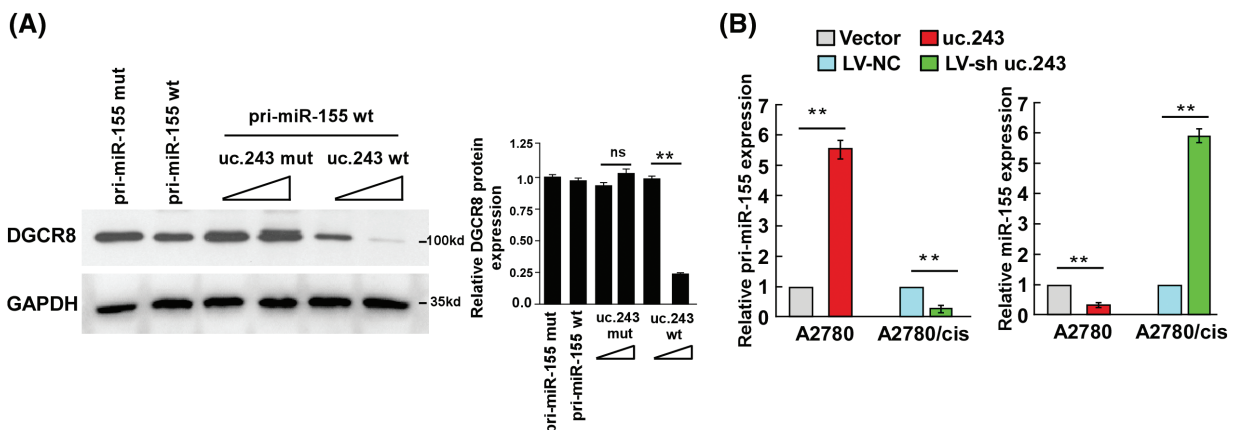 (A)
pri-miR-155 mut
pri-miR-155 wt
pri-miR-155 wt
uc.243 mut
uc.243 wt
DGCR8
-100kd
GAPDH
-35kd
Relative DGCR8 protein
expression
1.25
1.0
0.75
0.50
0.25
0.0
ns
**
pri-miR-155 mut
pri-miR-155 wt
uc.243
mut
uc.243
wt
(B)
Vector
uc.243
LV-NC
LV-sh uc.243
Relative pri-miR-155 expression
7
6
5
4
3
2
1
0
**
**
A2780
A2780/cis
Relative miR-155 expression
7
6
5
4
3
2
1
0
**
**
A2780
A2780/cis